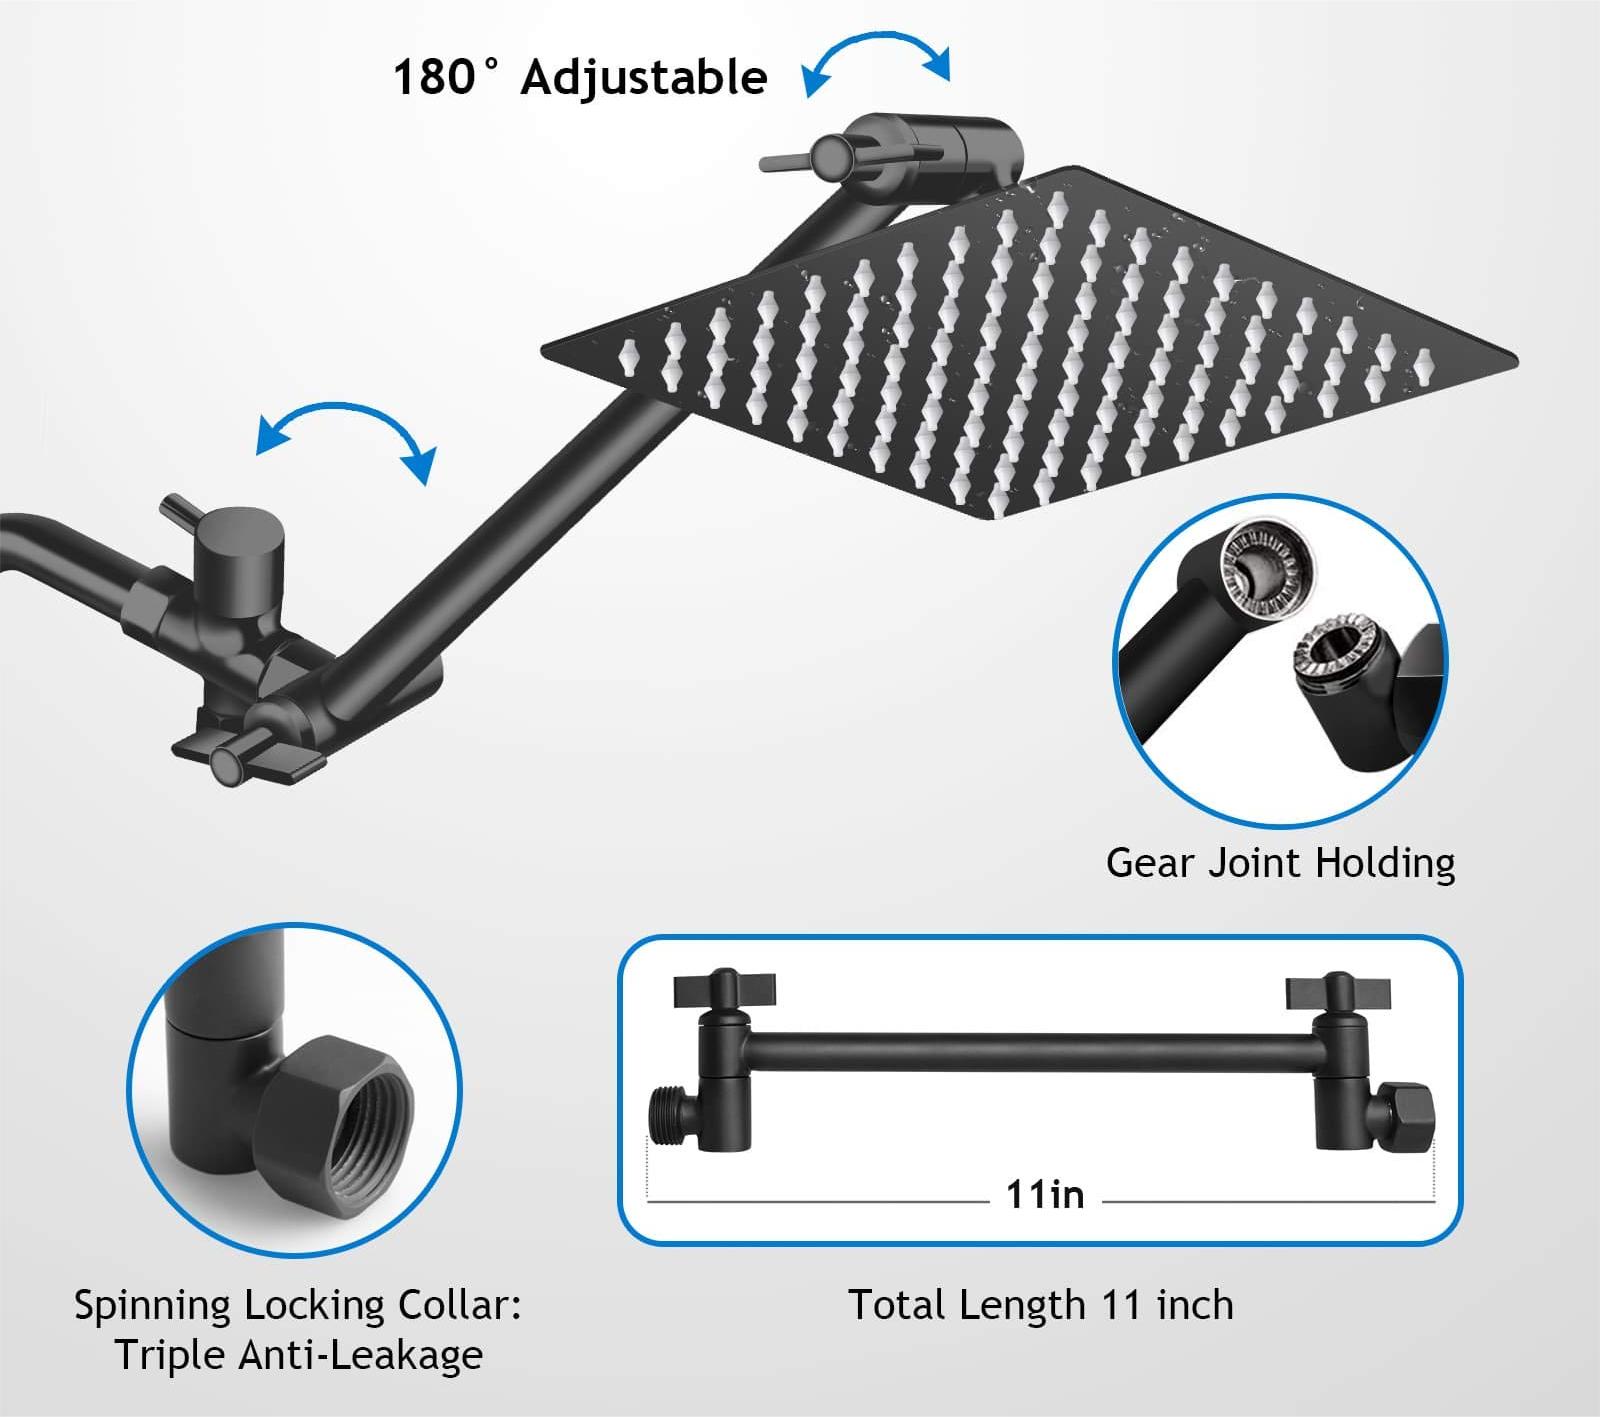 180° Adjustable
Gear Joint Holding
11in
Spinning Locking Collar:
Triple Anti-Leakage
Total Length 11 inch